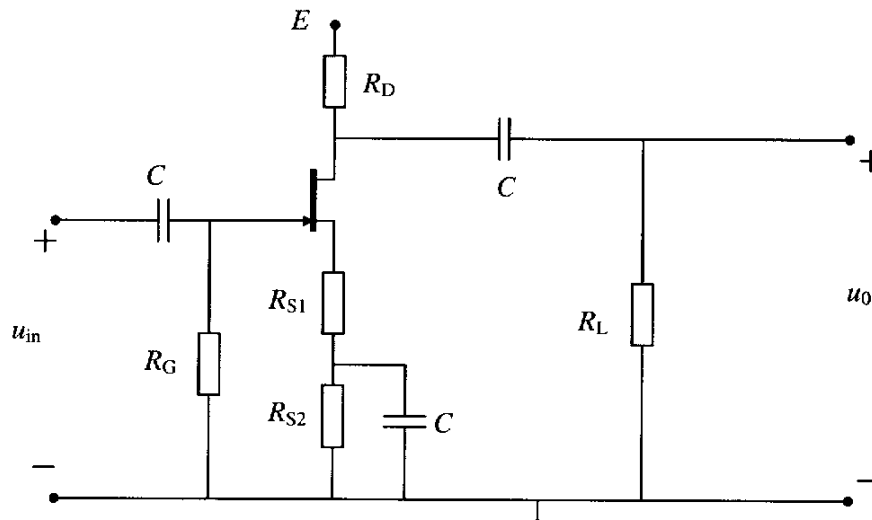 E
R_D
C
C
+
+
R_S1
u_in
R_G
R_L
u_0
R_S2
C
−
−